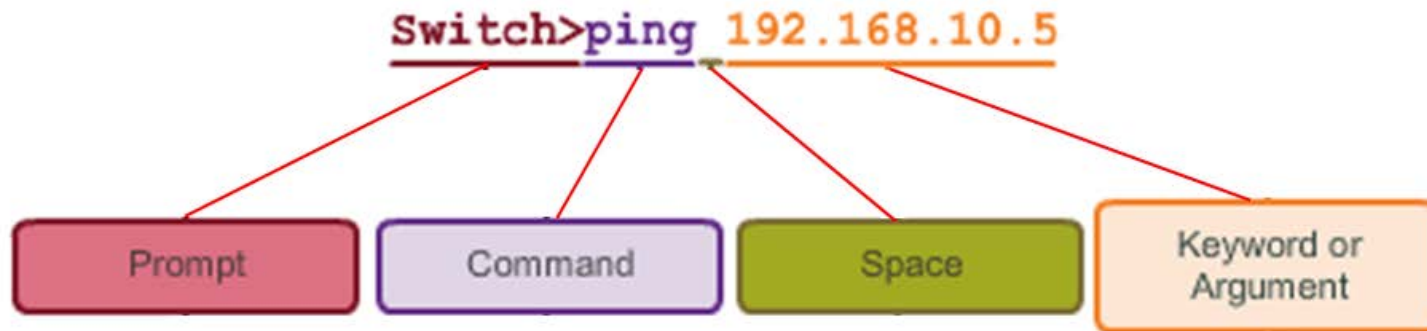 Switch>ping 192.168.10.5
Prompt
Command
Space
Keyword or
Argument